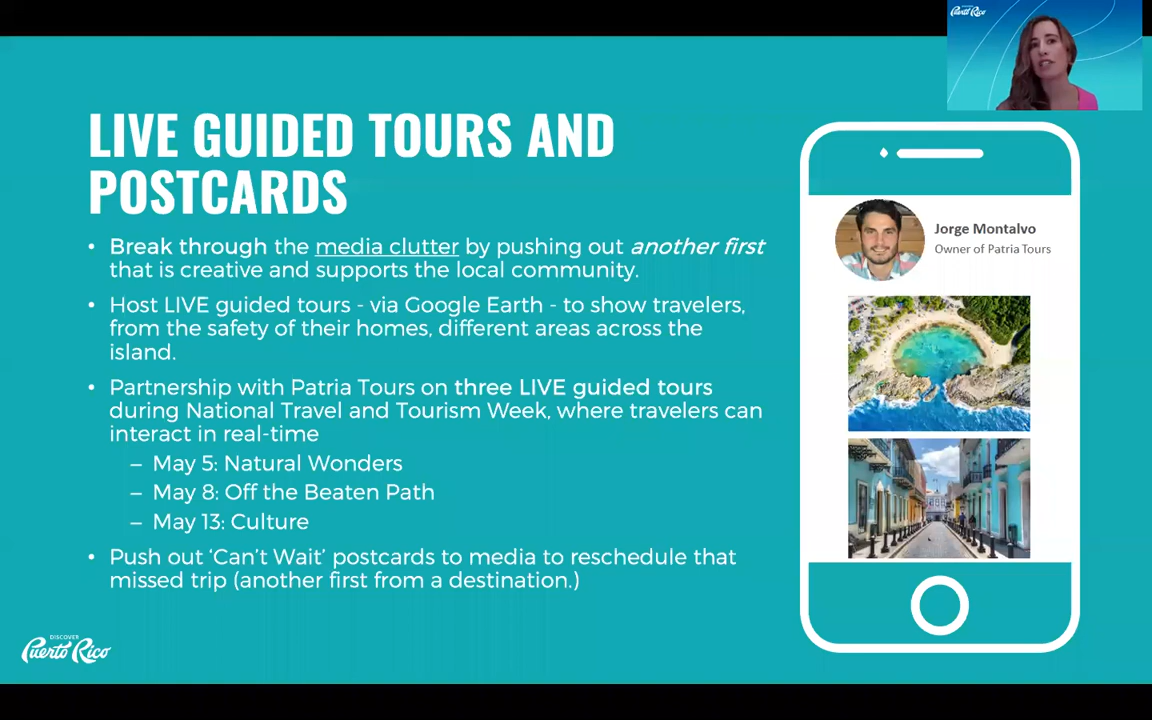 Puerto Rico
LIVE GUIDED TOURS AND
POSTCARDS
• Break through the media clutter by pushing out another first
that is creative and supports the local community.
• Host LIVE guided tours - via Google Earth - to show travelers,
from the safety of their homes, different areas across the
island.
• Partnership with Patria Tours on three LIVE guided tours
during National Travel and Tourism Week, where travelers can
interact in real-time
– May 5: Natural Wonders
– May 8: Off the Beaten Path
– May 13: Culture
• Push out ‘Can’t Wait’ postcards to media to reschedule that
missed trip (another first from a destination.)
Jorge Montalvo
Owner of Patria Tours
DISCOVER
Puerto Rico